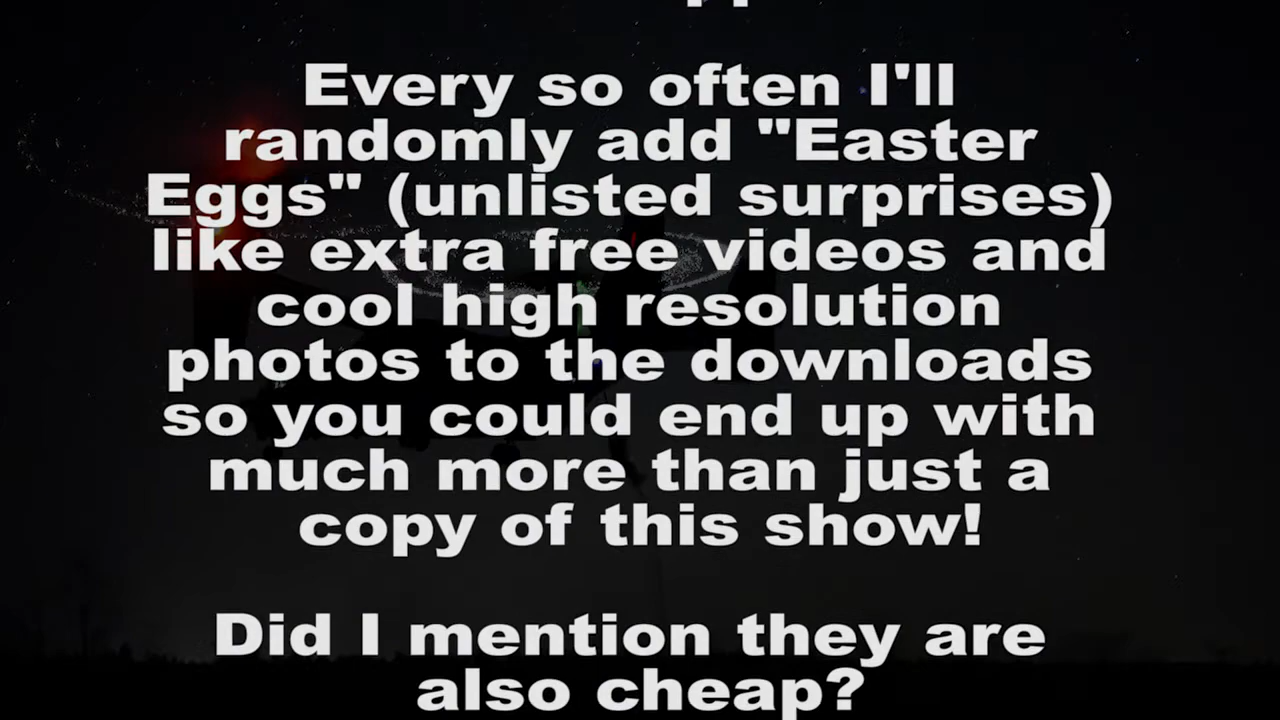 Every so often I'll
randomly add "Easter
Eggs" (unlisted surprises)
like extra free videos and
cool high resolution
photos to the downloads
so you could end up with
much more than just a
copy of this show!
Did I mention they are
also cheap?